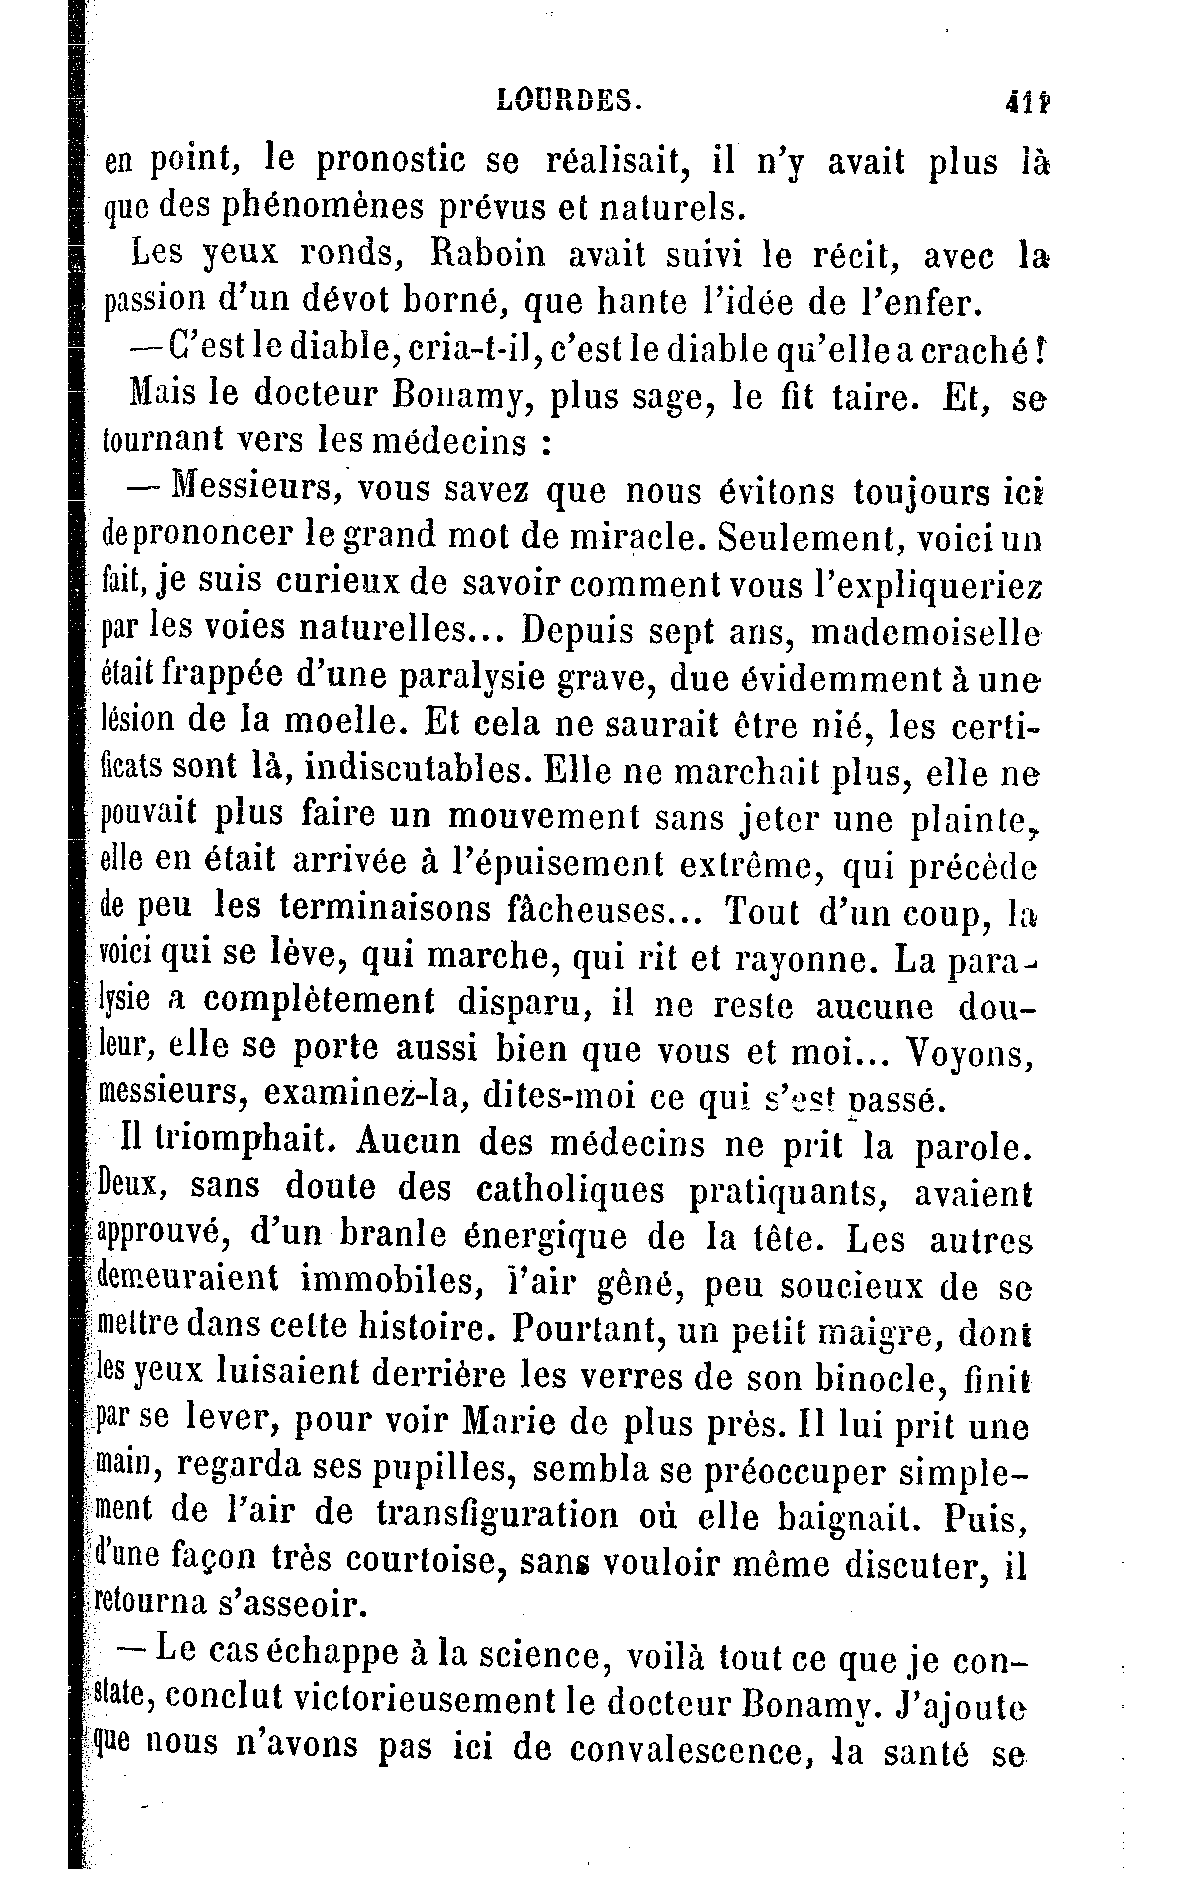 LOURDES. 411
en point, le pronostic se réalisait, il n'y avait plus là
que des phénomènes prévus et naturels.
Les yeux ronds, Raboin avait suivi le récit, avec la
passion d'un dévot borné, que hante l'idée de l'enfer.
— C'est le diable, cria-t-il, c'est le diable qu'elle a craché !
Mais le docteur Bonamy, plus sage, le fit taire. Et, se
tournant vers les médecins :
— Messieurs, vous savez que nous évitons toujours ici
de prononcer le grand mot de miracle. Seulement, voici un
fait, je suis curieux de savoir comment vous l'expliqueriez
par les voies naturelles... Depuis sept ans, mademoiselle
était frappée d'une paralysie grave, due évidemment à une
lésion de la moelle. Et cela ne saurait être nié, les certi-
ficats sont là, indiscutables. Elle ne marchait plus, elle ne
pouvait plus faire un mouvement sans jeter une plainte,
elle en était arrivée à l'épuisement extrême, qui précède
de peu les terminaisons fâcheuses... Tout d'un coup, la
voici qui se lève, qui marche, qui rit et rayonne. La para-
lysie a complètement disparu, il ne reste aucune dou-
leur, elle se porte aussi bien que vous et moi... Voyons,
messieurs, examinez-la, dites-moi ce qui s'est passé.
Il triomphait. Aucun des médecins ne prit la parole.
Deux, sans doute des catholiques pratiquants, avaient
approuvé, d'un branle énergique de la tête. Les autres
demeuraient immobiles, l'air gêné, peu soucieux de se
mettre dans cette histoire. Pourtant, un petit maigre, dont
les yeux luisaient derrière les verres de son binocle, finit
par se lever, pour voir Marie de plus près. Il lui prit une
main, regarda ses pupilles, sembla se préoccuper simple-
ment de l'air de transfiguration où elle baignait. Puis,
d'une façon très courtoise, sans vouloir même discuter, il
retourna s'asseoir.
— Le cas échappe à la science, voilà tout ce que je con-
state, conclut victorieusement le docteur Bonamy. J'ajoute
que nous n'avons pas ici de convalescence, la santé se